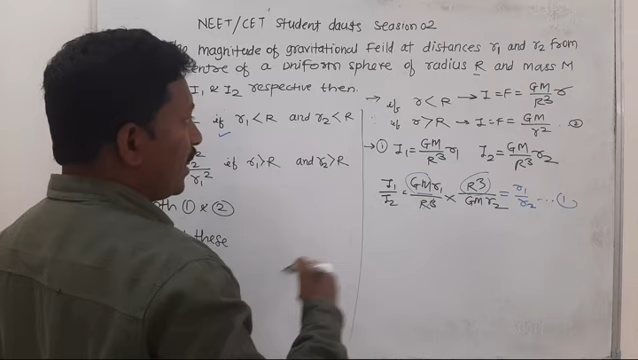 NEET/CET Student dauts Seasion 02
the magnitude of gravitational Feild at distances r1 and r2 from
centre of a uniform sphere of radius R and mass M
I1 & I2 respective then.
if r1 < R and r2 < R
r1² if r1 > R and r2 > R
① & ②
these
→ if r < R → I = F = GM/R3 r
if r > R → I = F = GM/r2 ②
→ ① I1 = GM/R3 r1 I2 = GM/R3 r2
I1/I2 = GMr1/R3 × R3/GMr2 = r1/r2 ... ①